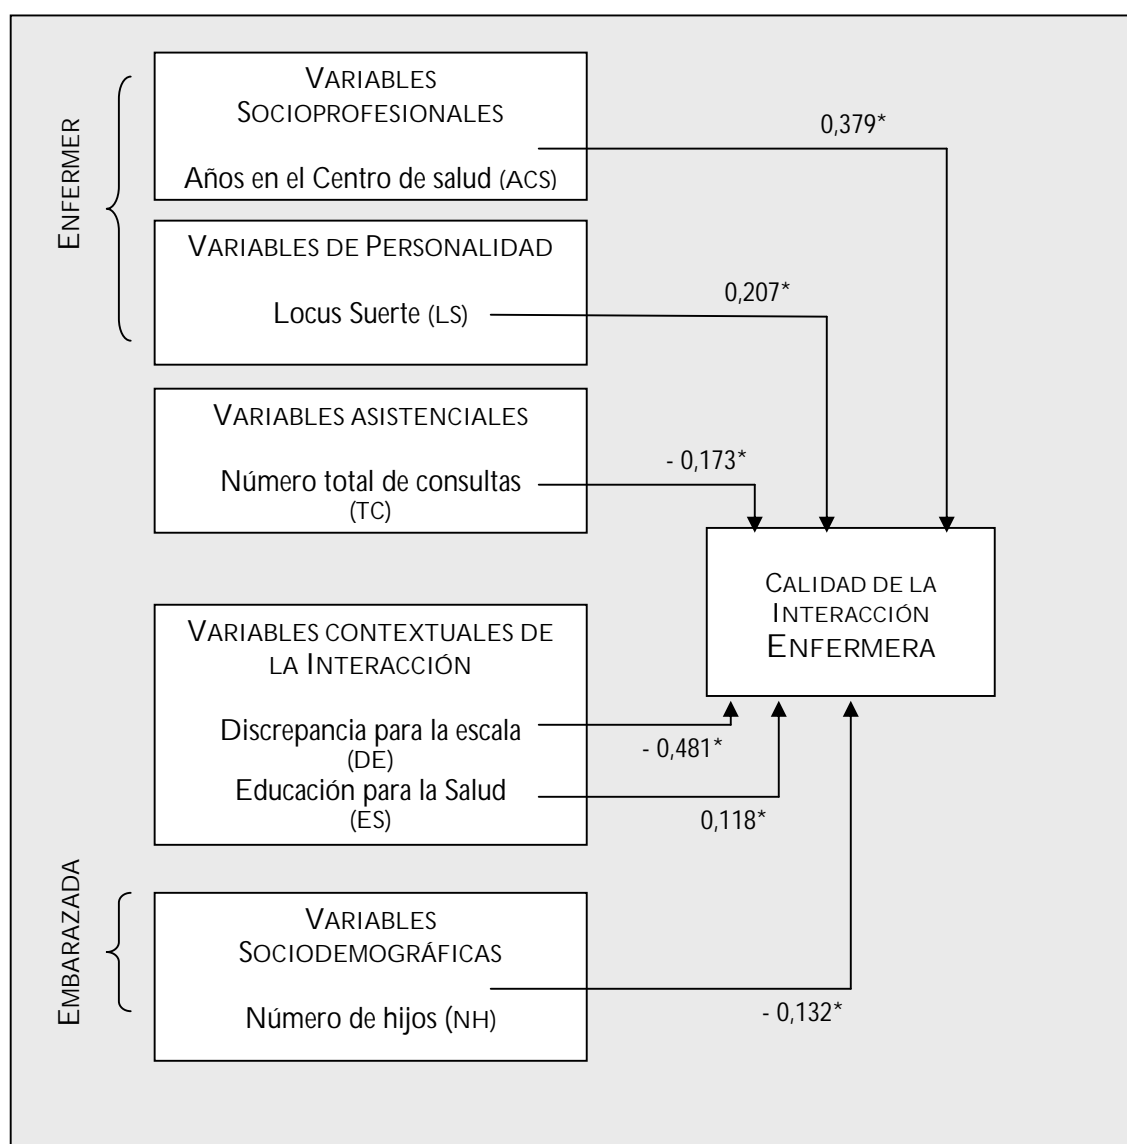 ENFERMER
VARIABLES
SOCIOPROFESIONALES
Años en el Centro de salud (ACS)
0,379*
VARIABLES DE PERSONALIDAD
Locus Suerte (LS)
0,207*
VARIABLES ASISTENCIALES
Número total de consultas
(TC)
- 0,173*
CALIDAD DE LA
INTERACCIÓN
ENFERMERA
VARIABLES CONTEXTUALES DE
LA INTERACCIÓN
Discrepancia para la escala
(DE)
- 0,481*
Educación para la Salud
(ES)
0,118*
EMBARAZADA
VARIABLES
SOCIODEMOGRÁFICAS
Número de hijos (NH)
- 0,132*